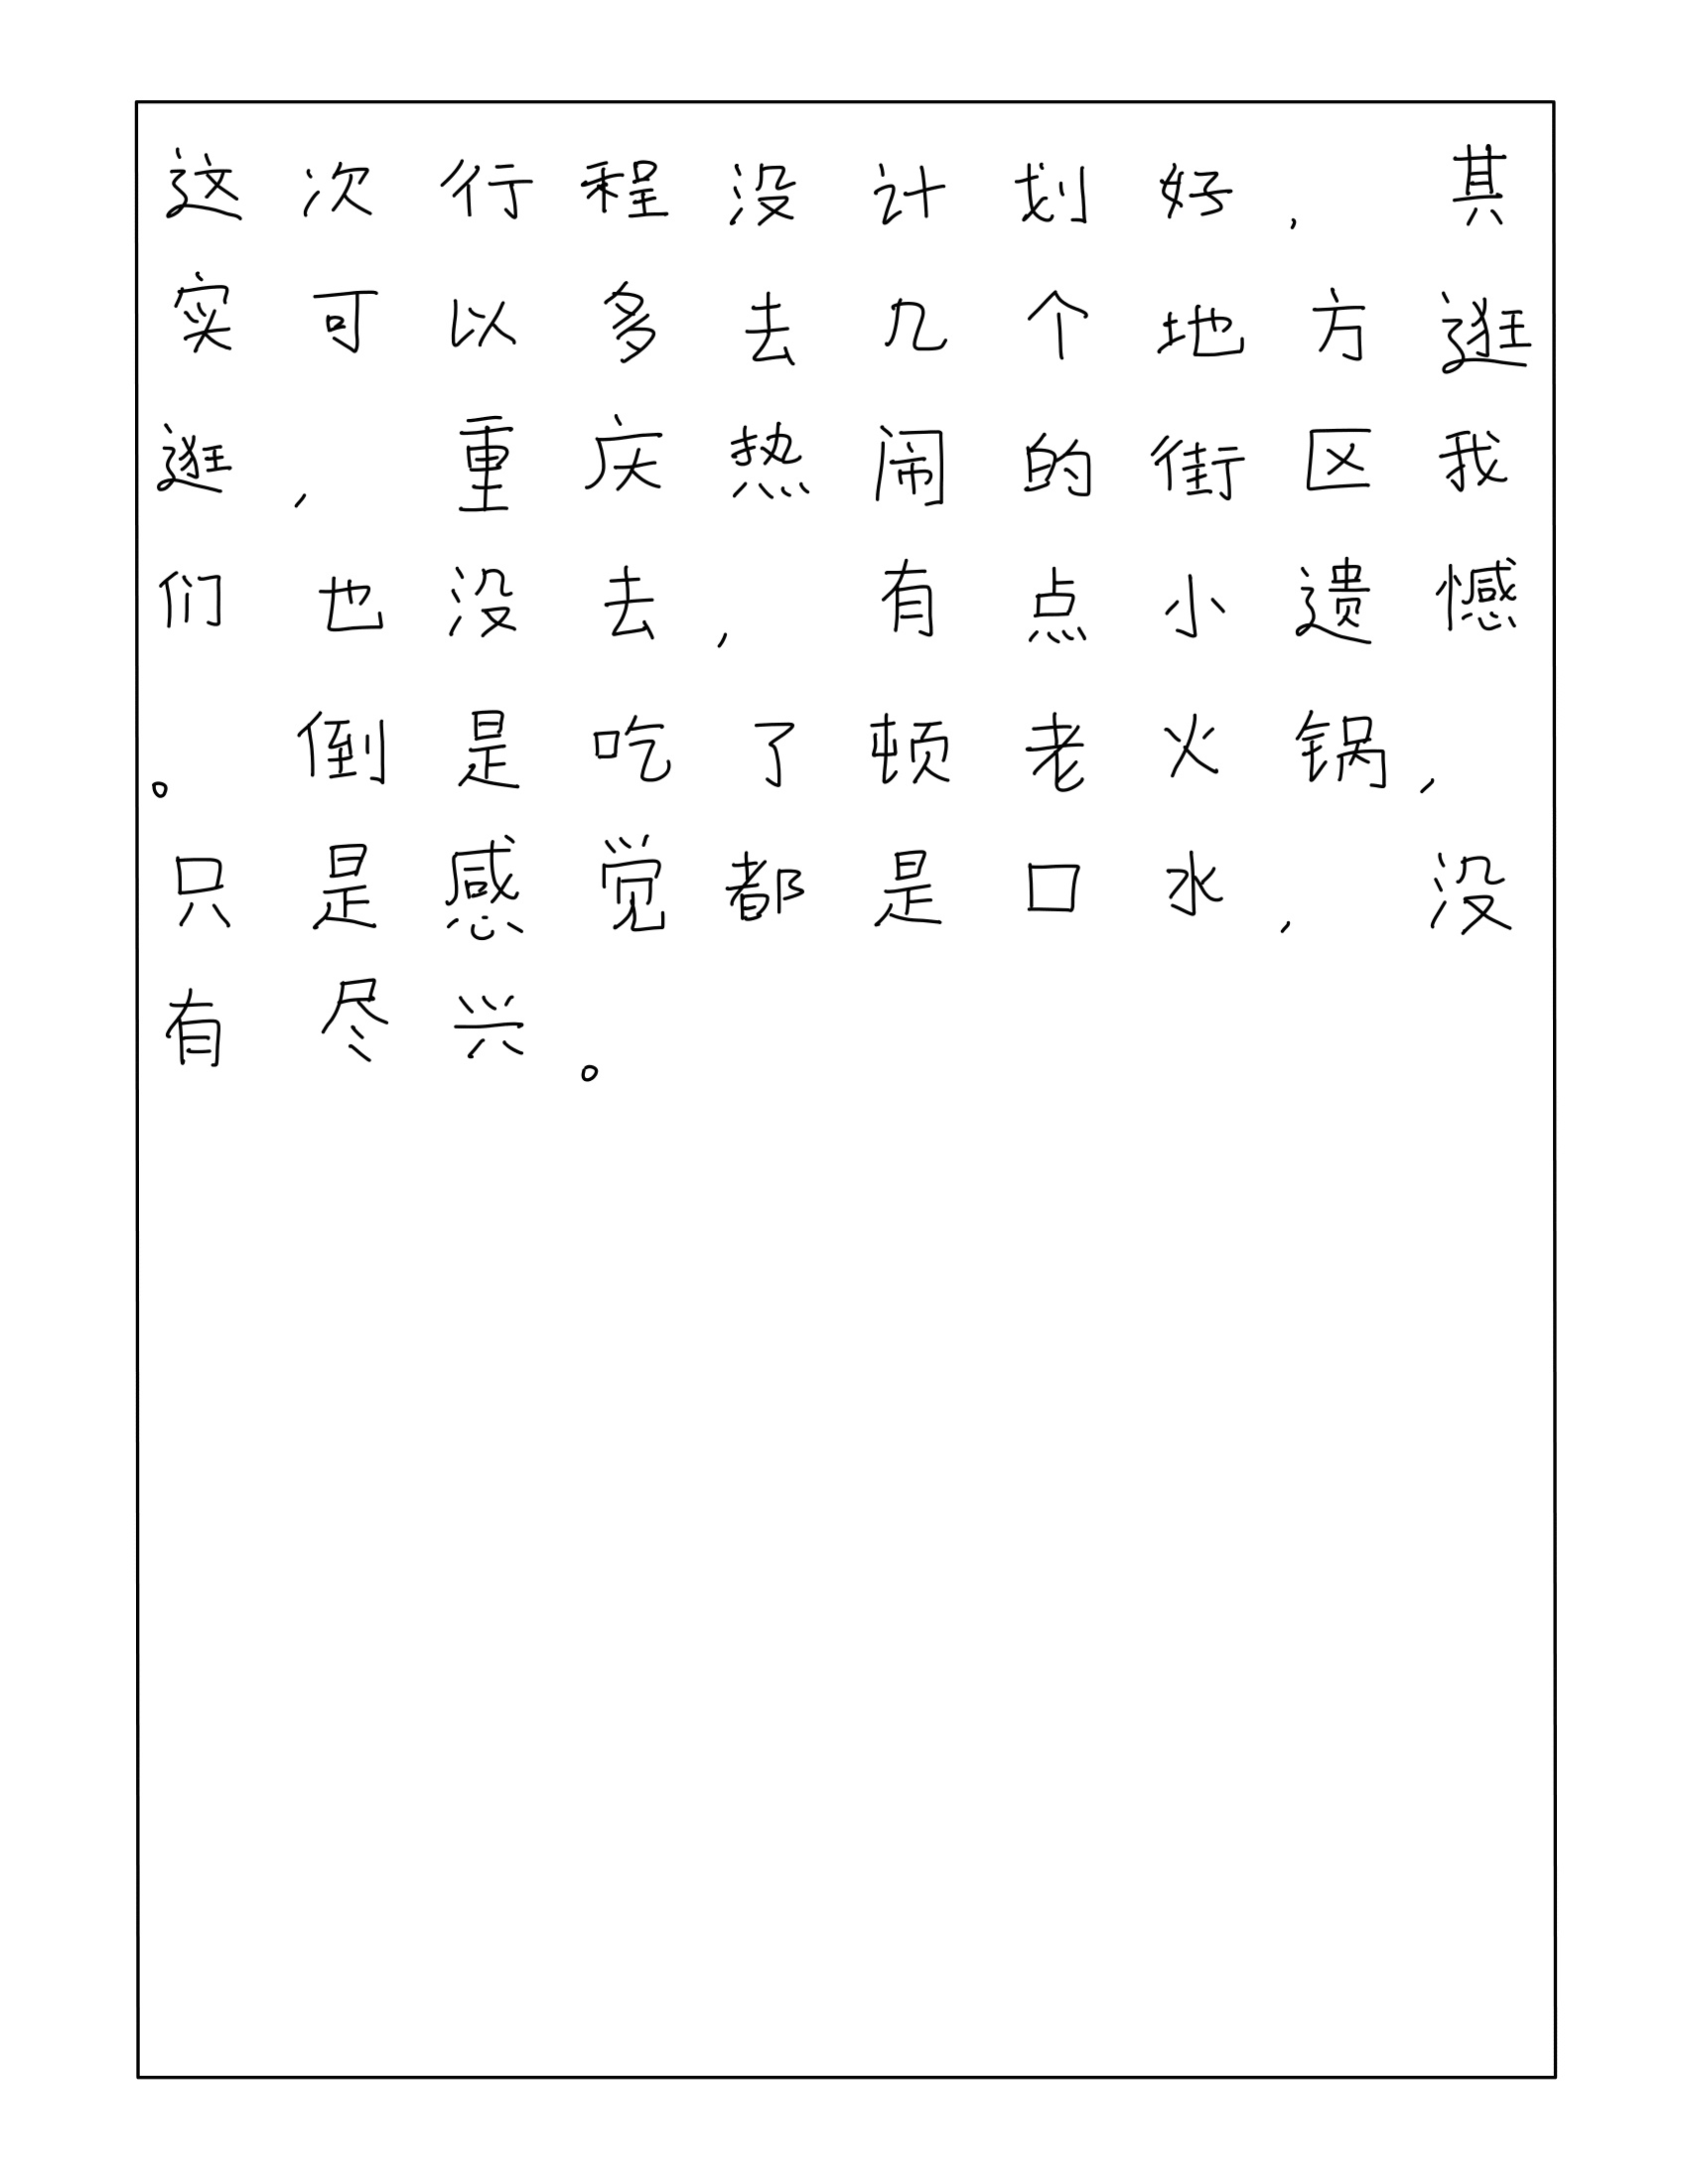 这次行程没计划好，其
实可以多去几个地方逛
逛，重庆热闹的街区我
们也没去，有点小遗憾
。倒是吃了顿老火锅，
只是感觉都是口水，没
有尽兴。